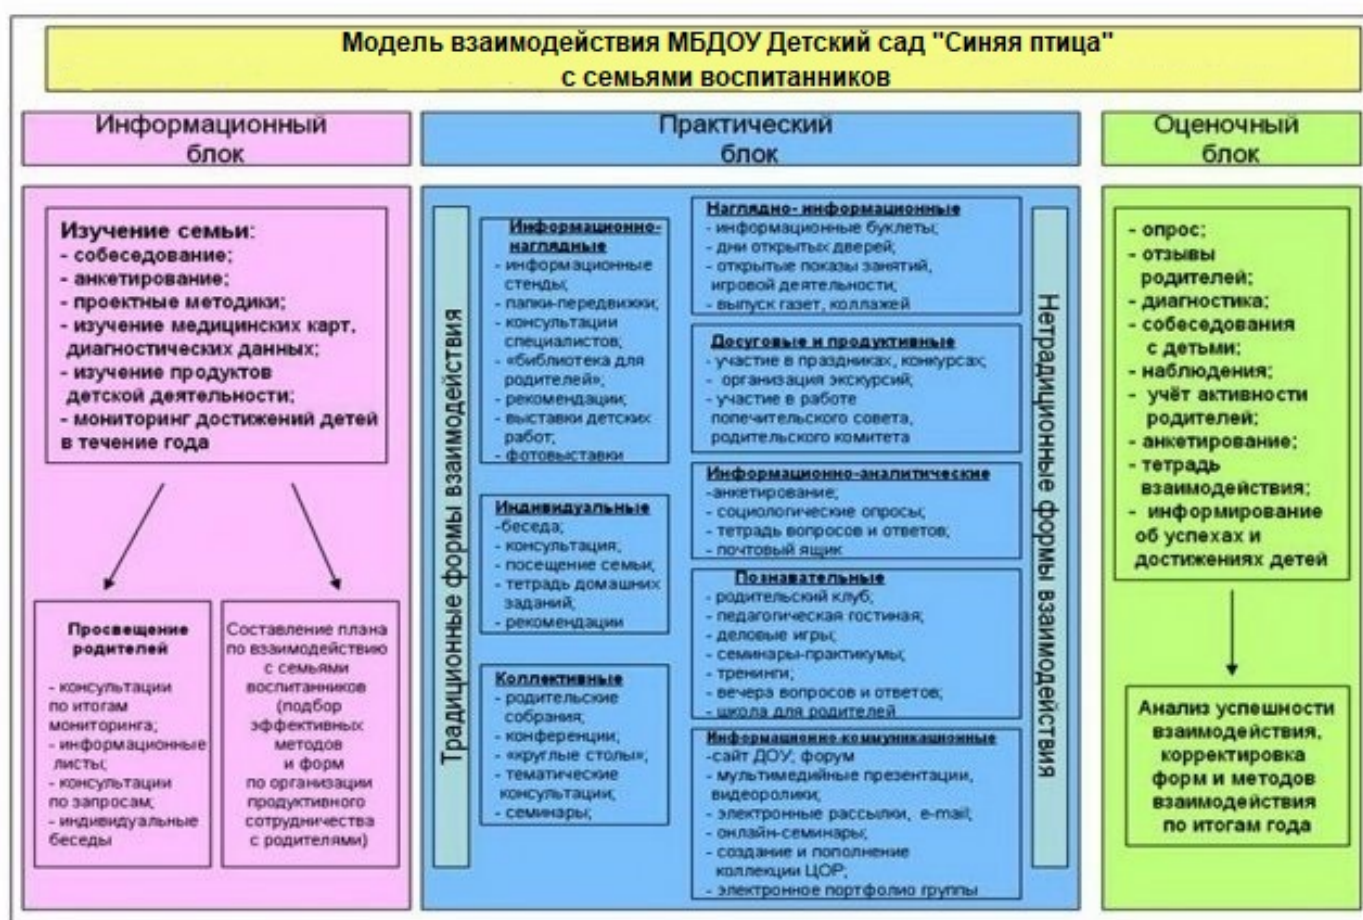 Модель взаимодействия МБДОУ Детский сад "Синяя птица"
с семьями воспитанников
Информационный
блок
Изучение семьи:
- собеседование;
- анкетирование;
- проектные методики;
- изучение медицинских карт,
диагностических данных;
- изучение продуктов
детской деятельности;
- мониторинг достижений детей
в течение года
Просвещение
родителей
- консультации
по итогам
мониторинга;
- информационные
листы;
- консультации
по запросам;
- индивидуальные
беседы
Составление плана
по взаимодействию
с семьями
воспитанников
(подбор
эффективных
методов
и форм
по организации
продуктивного
сотрудничества
с родителями)
Практический
блок
Традиционные формы взаимодействия
Информационно-
наглядные
- информационные
стенды;
- папки-передвижки;
- консультации
специалистов;
- «библиотека для
родителей»;
- рекомендации;
- выставки детских
работ;
- фотовыставки
Индивидуальные
-беседа;
- консультация;
- посещение семьи;
- тетрадь домашних
заданий;
- рекомендации
Коллективные
- родительские
собрания;
- конференции;
- «круглые столы»;
- тематические
консультации;
- семинары;
Наглядно- информационные
- информационные буклеты;
- дни открытых дверей;
- открытые показы занятий,
игровой деятельности;
- выпуск газет, коллажей
Досуговые и продуктивные
- участие в праздниках, конкурсах;
- организация экскурсий;
- участие в работе
попечительского совета,
родительского комитета
Информационно-аналитические
-анкетирование;
- социологические опросы;
- тетрадь вопросов и ответов;
- почтовый ящик
Познавательные
- родительский клуб;
- педагогическая гостиная;
- деловые игры;
- семинары-практикумы;
- тренинги;
- вечера вопросов и ответов;
- школа для родителей
Информационно-коммуникационные
-сайт ДОУ; форум
- мультимедийные презентации,
видеоролики;
- электронные рассылки, e-mail;
- онлайн-семинары;
- создание и пополнение
коллекции ЦОР;
- электронное портфолио группы
Нетрадиционные формы взаимодействия
Оценочный
блок
- опрос;
- отзывы
родителей;
- диагностика;
- собеседования
с детьми;
- наблюдения;
- учёт активности
родителей;
- анкетирование;
- тетрадь
взаимодействия;
- информирование
об успехах и
достижениях детей
Анализ успешности
взаимодействия,
корректировка
форм и методов
взаимодействия
по итогам года